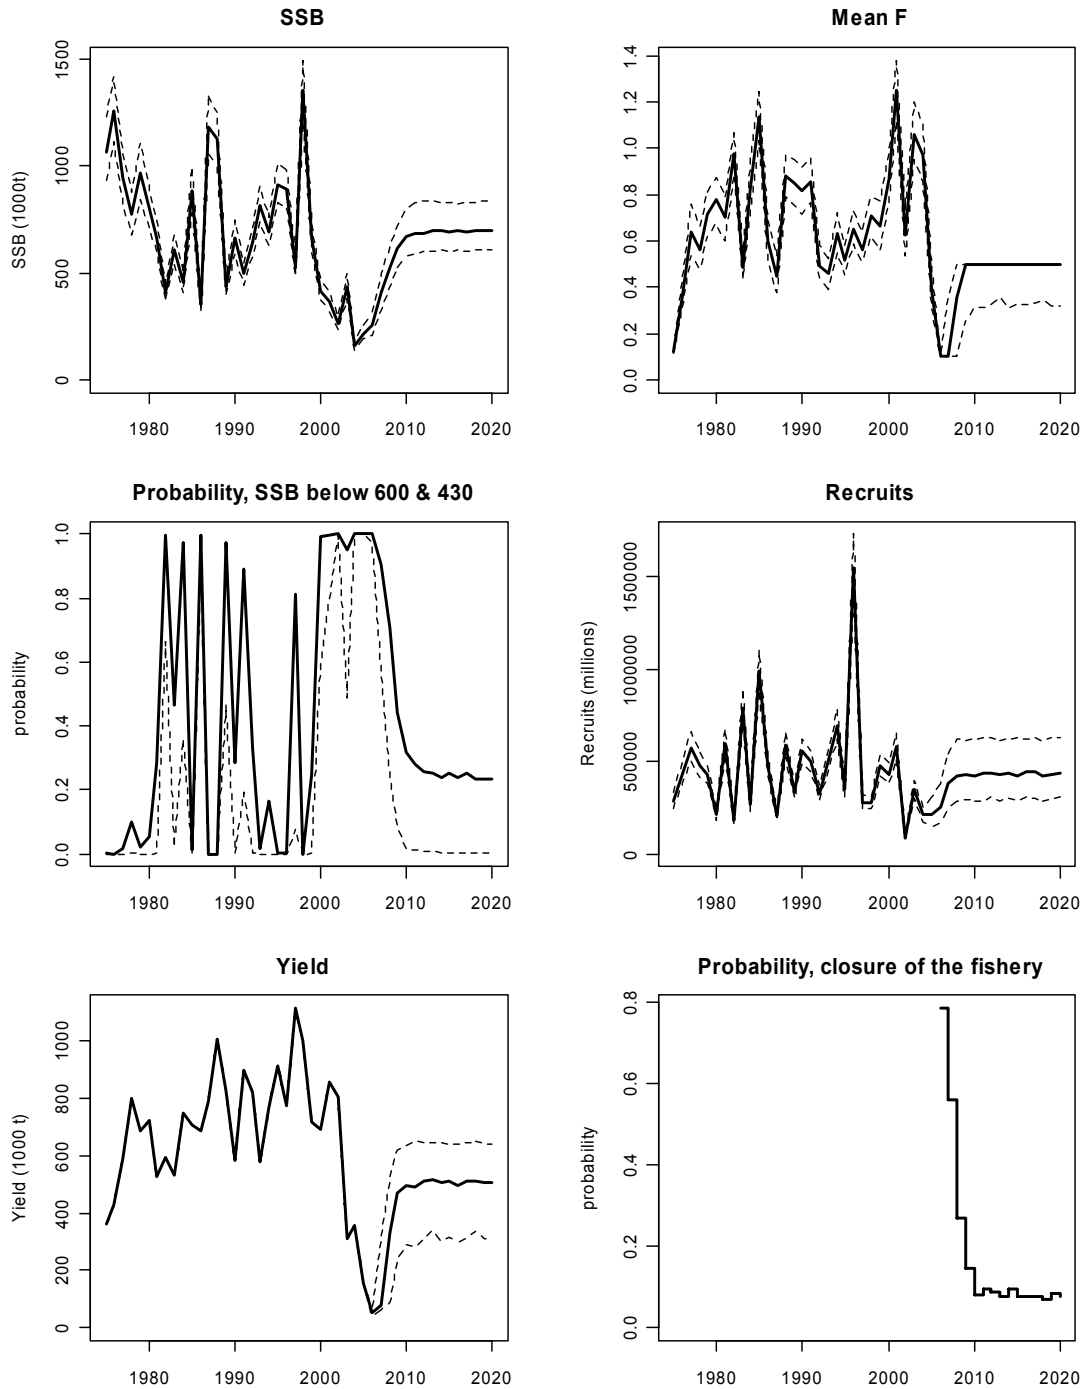 SSB
SSB (1000t)
0 500 1000 1500
1980 1990 2000 2010 2020
Mean F
0.0 0.2 0.4 0.6 0.8 1.0 1.2 1.4
1980 1990 2000 2010 2020
Probability, SSB below 600 & 430
probability
0.0 0.2 0.4 0.6 0.8 1.0
1980 1990 2000 2010 2020
Recruits
Recruits (millions)
0 500000 1000000 1500000
1980 1990 2000 2010 2020
Yield
Yield (1000 t)
0 200 400 600 800 1000
1980 1990 2000 2010 2020
Probability, closure of the fishery
probability
0.0 0.2 0.4 0.6 0.8
1980 1990 2000 2010 2020